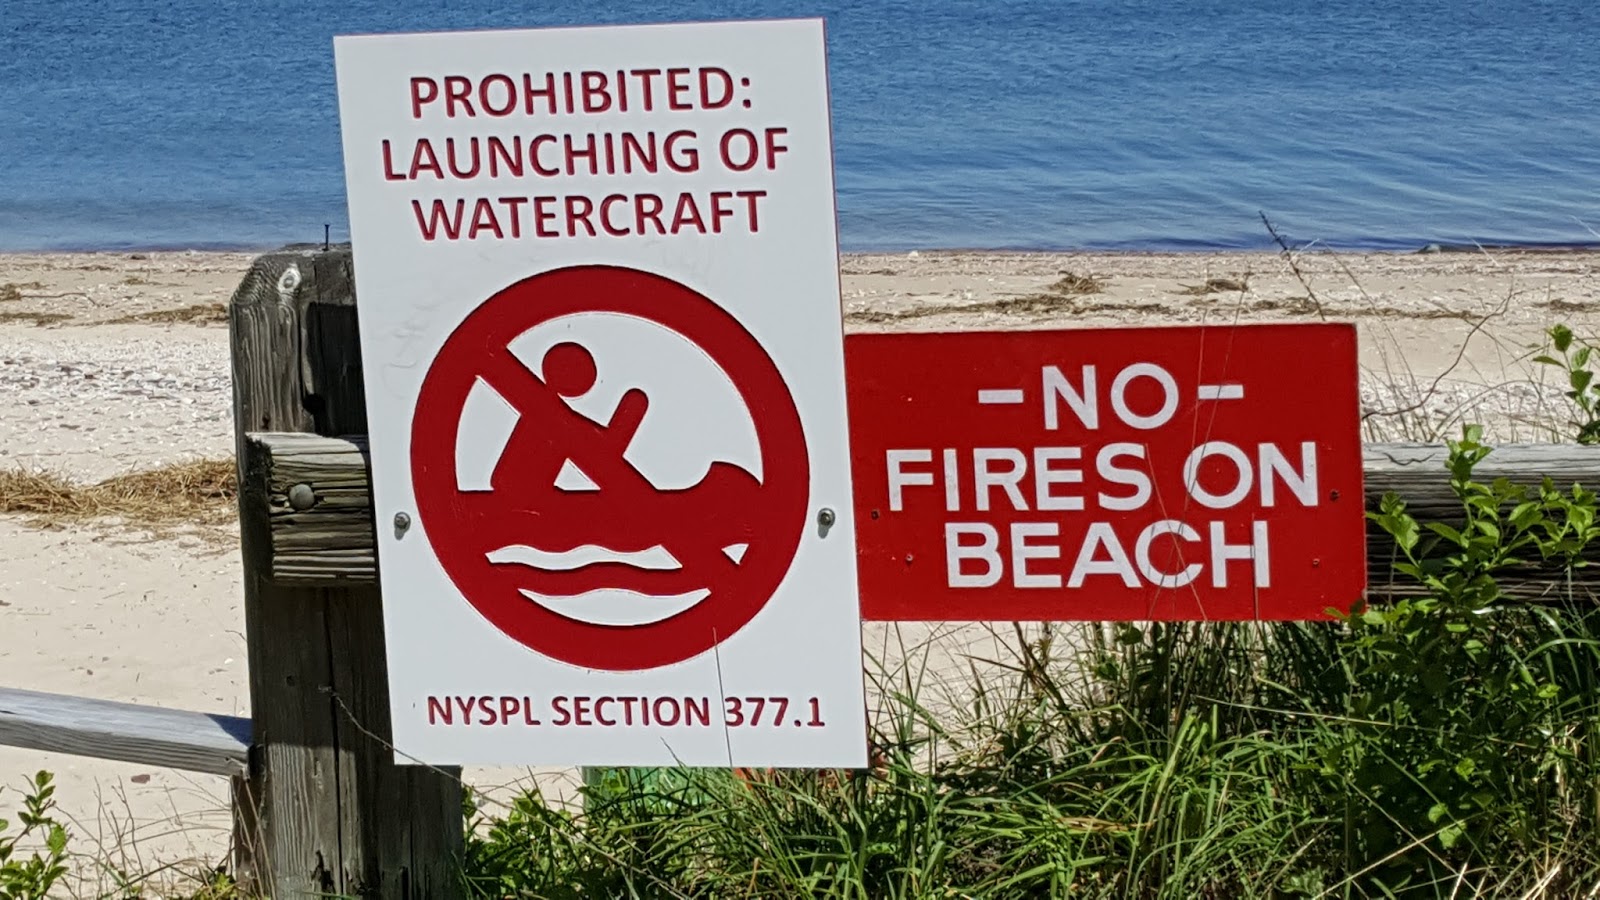 PROHIBITED:
LAUNCHING OF
WATERCRAFT
NYSPL SECTION 377.1
-NO-
FIRES ON
BEACH